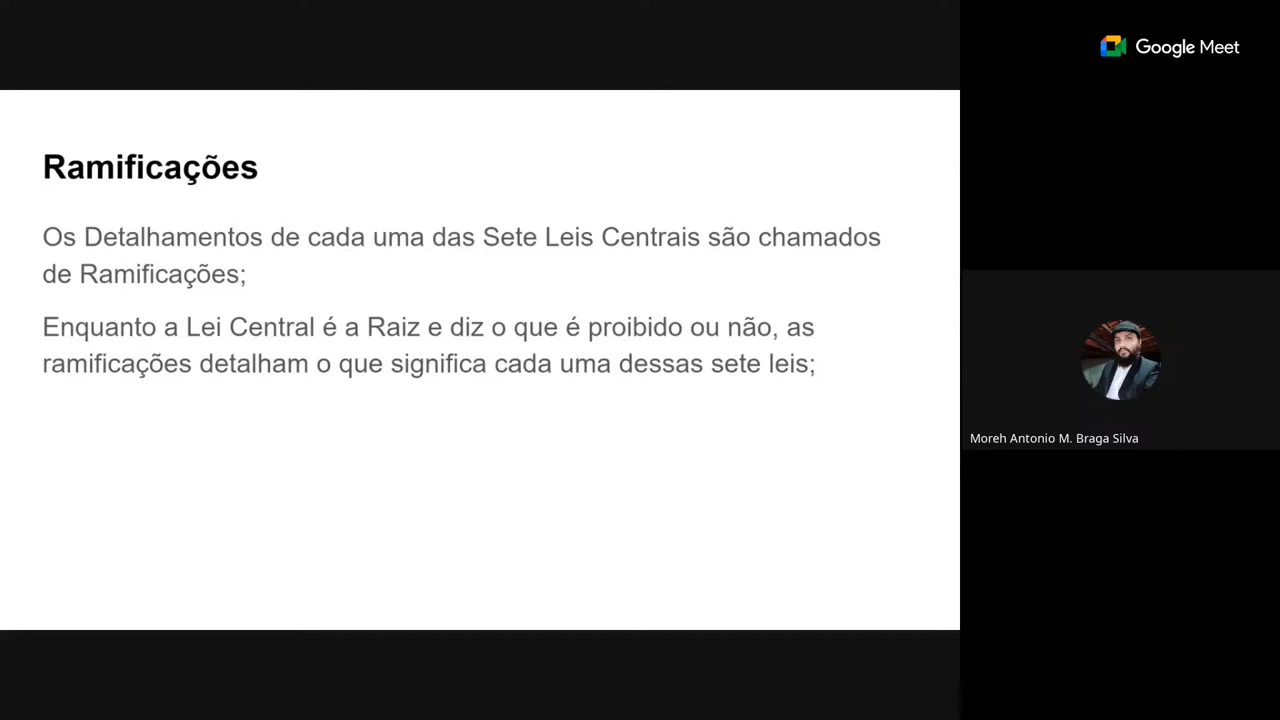 Google Meet
Ramificações
Os Detalhamentos de cada uma das Sete Leis Centrais são chamados
de Ramificações;
Enquanto a Lei Central é a Raiz e diz o que é proibido ou não, as
ramificações detalham o que significa cada uma dessas sete leis;
Moreh Antonio M. Braga Silva